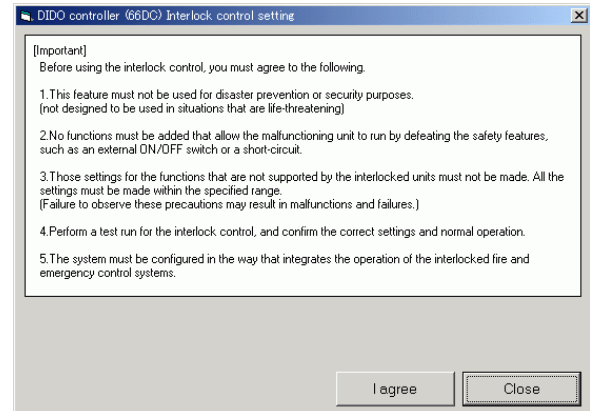 DIDO controller (66DC) Interlock control setting
[Important]
Before using the interlock control, you must agree to the following.
1.This feature must not be used for disaster prevention or security purposes.
(not designed to be used in situations that are life-threatening)
2.No functions must be added that allow the malfunctioning unit to run by defeating the safety features,
such as an external ON/OFF switch or a short-circuit.
3.Those settings for the functions that are not supported by the interlocked units must not be made. All the
settings must be made within the specified range.
(Failure to observe these precautions may result in malfunctions and failures.)
4.Perform a test run for the interlock control, and confirm the correct settings and normal operation.
5.The system must be configured in the way that integrates the operation of the interlocked fire and
emergency control systems.
I agree
Close